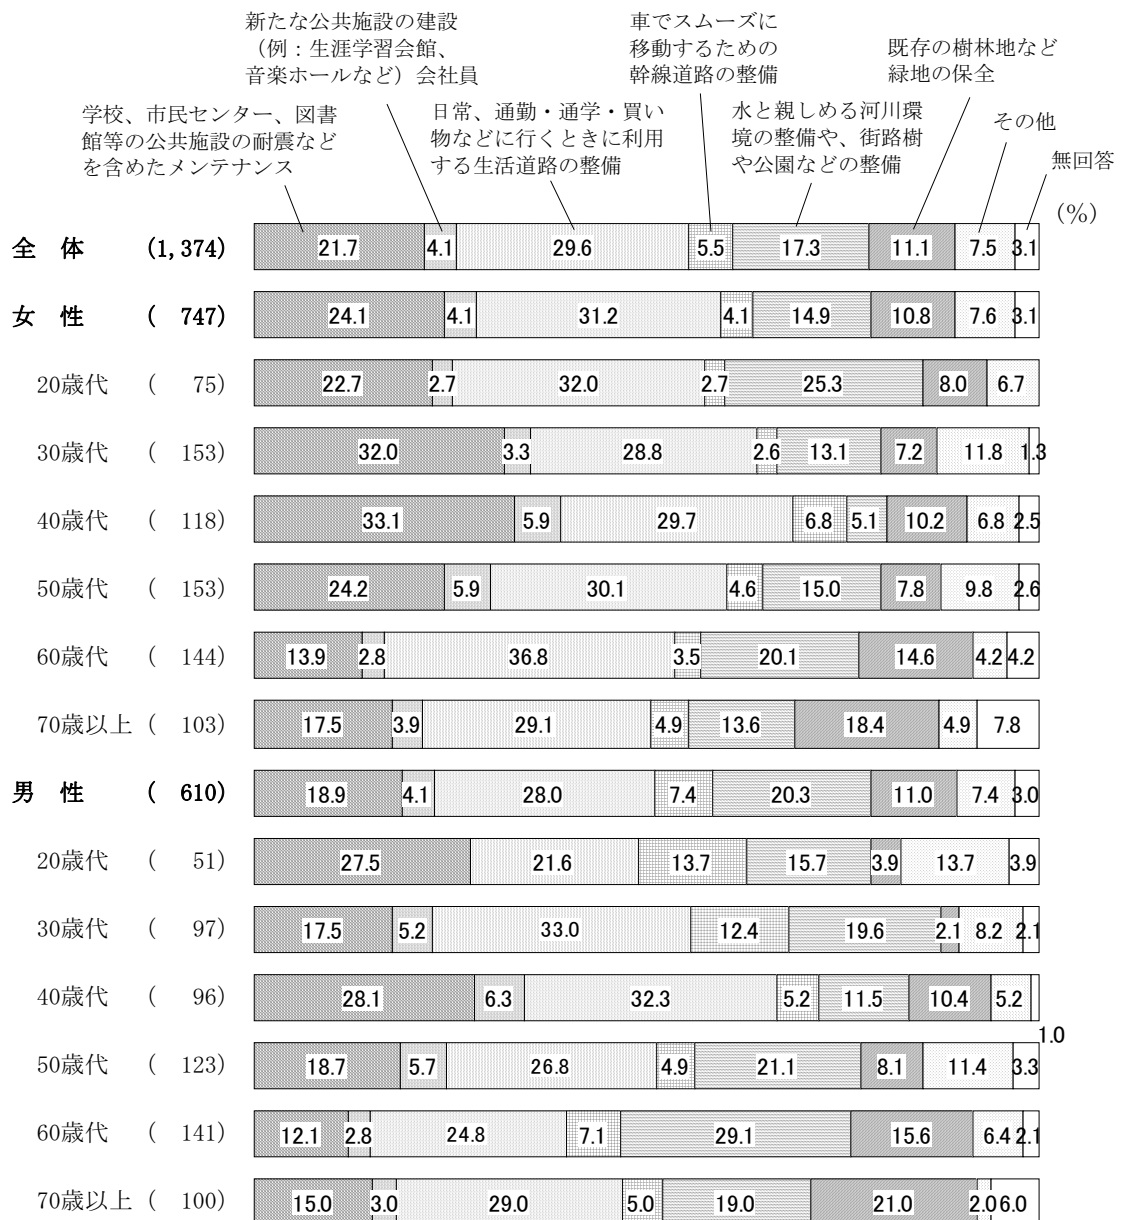 新たな公共施設の建設
（例：生涯学習会館、
音楽ホールなど）会社員
車でスムーズに
移動するための
幹線道路の整備
既存の樹林地など
緑地の保全
学校、市民センター、図書
館等の公共施設の耐震など
を含めたメンテナンス
日常、通勤・通学・買い
物などに行くときに利用
する生活道路の整備
水と親しめる河川環
境の整備や、街路樹
や公園などの整備
その他
無回答
（%）
全 体 (1,374) 21.7 4.1 29.6 5.5 17.3 11.1 7.5 3.1
女 性 ( 747) 24.1 4.1 31.2 4.1 14.9 10.8 7.6 3.1
20歳代 ( 75) 22.7 2.7 32.0 2.7 25.3 8.0 6.7
30歳代 ( 153) 32.0 3.3 28.8 2.6 13.1 7.2 11.8 1.3
40歳代 ( 118) 33.1 5.9 29.7 6.8 5.1 10.2 6.8 2.5
50歳代 ( 153) 24.2 5.9 30.1 4.6 15.0 7.8 9.8 2.6
60歳代 ( 144) 13.9 2.8 36.8 3.5 20.1 14.6 4.2 4.2
70歳以上 ( 103) 17.5 3.9 29.1 4.9 13.6 18.4 4.9 7.8
男 性 ( 610) 18.9 4.1 28.0 7.4 20.3 11.0 7.4 3.0
20歳代 ( 51) 27.5 21.6 13.7 15.7 3.9 13.7 3.9
30歳代 ( 97) 17.5 5.2 33.0 12.4 19.6 2.1 8.2 2.1
40歳代 ( 96) 28.1 6.3 32.3 5.2 11.5 10.4 5.2 1.0
50歳代 ( 123) 18.7 5.7 26.8 4.9 21.1 8.1 11.4 3.3
60歳代 ( 141) 12.1 2.8 24.8 7.1 29.1 15.6 6.4 2.1
70歳以上 ( 100) 15.0 3.0 29.0 5.0 19.0 21.0 2.0 6.0